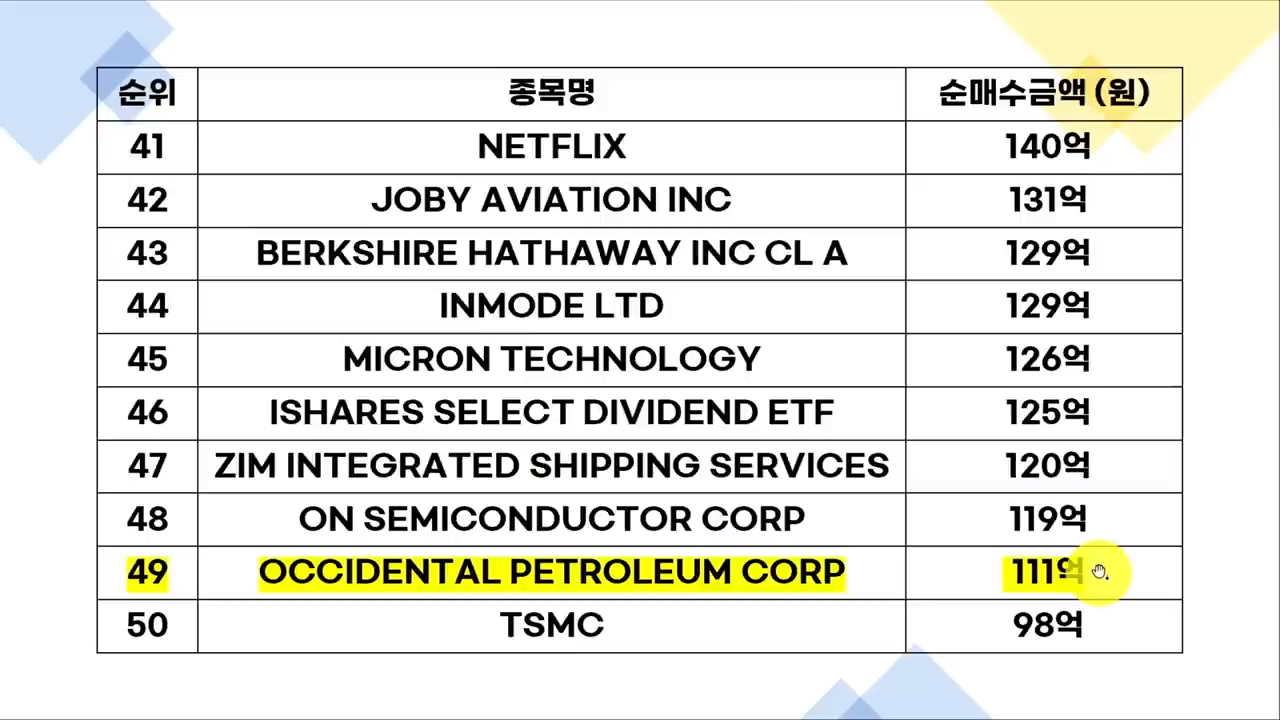 순위 종목명 순매수금액 (원)
41 NETFLIX 140억
42 JOBY AVIATION INC 131억
43 BERKSHIRE HATHAWAY INC CL A 129억
44 INMODE LTD 129억
45 MICRON TECHNOLOGY 126억
46 ISHARES SELECT DIVIDEND ETF 125억
47 ZIM INTEGRATED SHIPPING SERVICES 120억
48 ON SEMICONDUCTOR CORP 119억
49 OCCIDENTAL PETROLEUM CORP 111억
50 TSMC 98억